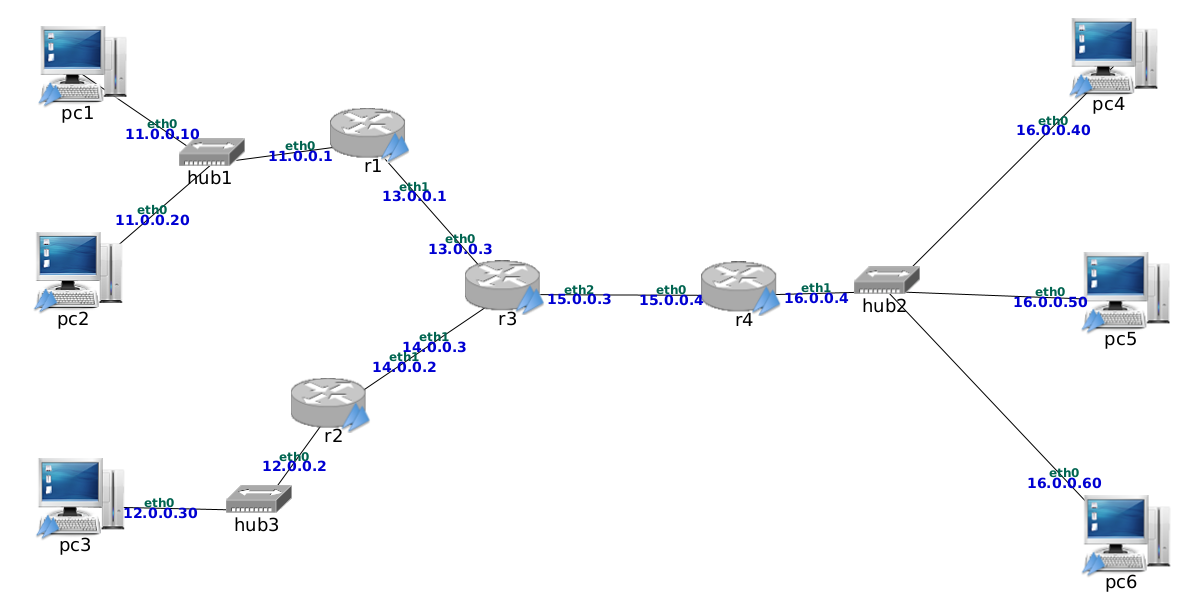 pc1
eth0
11.0.0.10
hub1
eth0
11.0.0.1
r1
eth1
13.0.0.1
eth0
11.0.0.20
pc2
eth0
13.0.0.3
r3
eth2
15.0.0.3
eth0
15.0.0.4
r4
eth1
16.0.0.4
hub2
eth0
16.0.0.40
pc4
eth0
16.0.0.50
pc5
eth1
14.0.0.3
eth1
14.0.0.2
r2
eth0
12.0.0.2
eth0
12.0.0.30
pc3
hub3
eth0
16.0.0.60
pc6